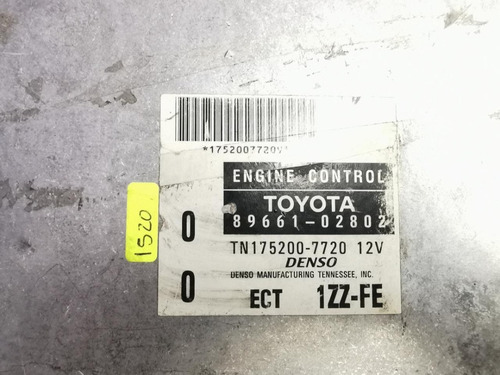 *1752007720V*
ENGINE CONTROL
TOYOTA
89661-02802
0
TN175200-7720 12V
DENSO
DENSO MANUFACTURING TENNESSEE, INC.
0
ECT 1ZZ-FE
1520